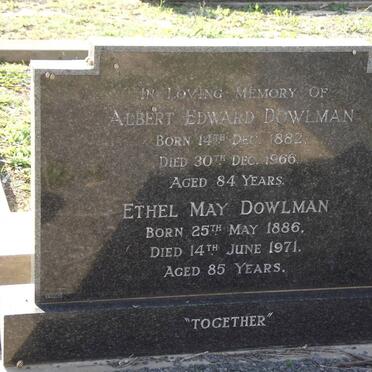 In Loving Memory Of
Albert Edward Dowlman
Born 14th Dec. 1882.
Died 30th Dec. 1966.
Aged 84 Years.
Ethel May Dowlman
Born 25th May 1886,
Died 14th June 1971.
Aged 85 Years.
"TOGETHER"